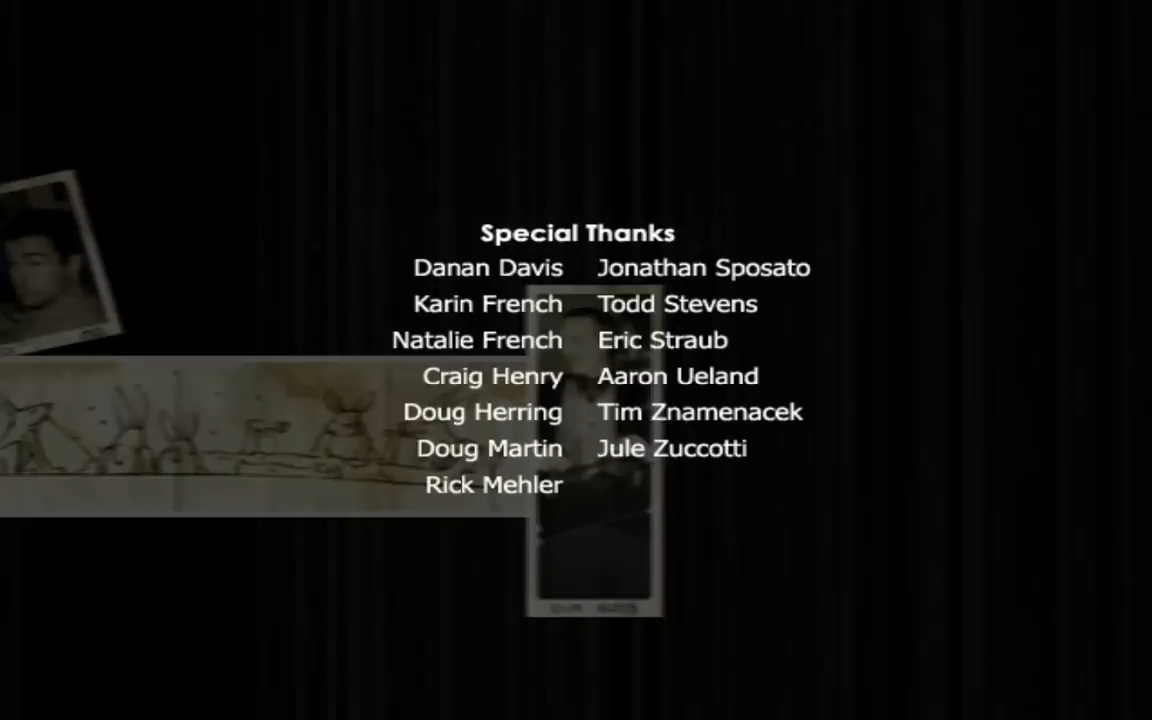 Special Thanks
Danan Davis Jonathan Sposato
Karin French Todd Stevens
Natalie French Eric Straub
Craig Henry Aaron Ueland
Doug Herring Tim Znamenacek
Doug Martin Jule Zuccotti
Rick Mehler